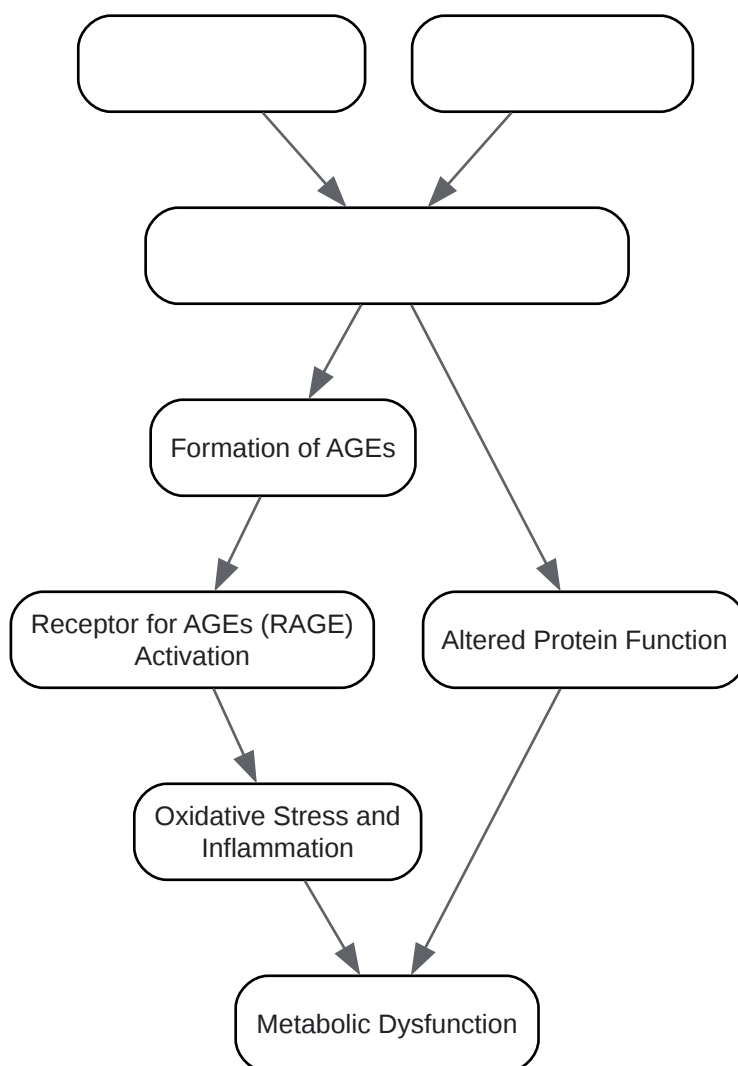 Formation of AGEs
Receptor for AGEs (RAGE)
Activation
Altered Protein Function
Oxidative Stress and
Inflammation
Metabolic Dysfunction